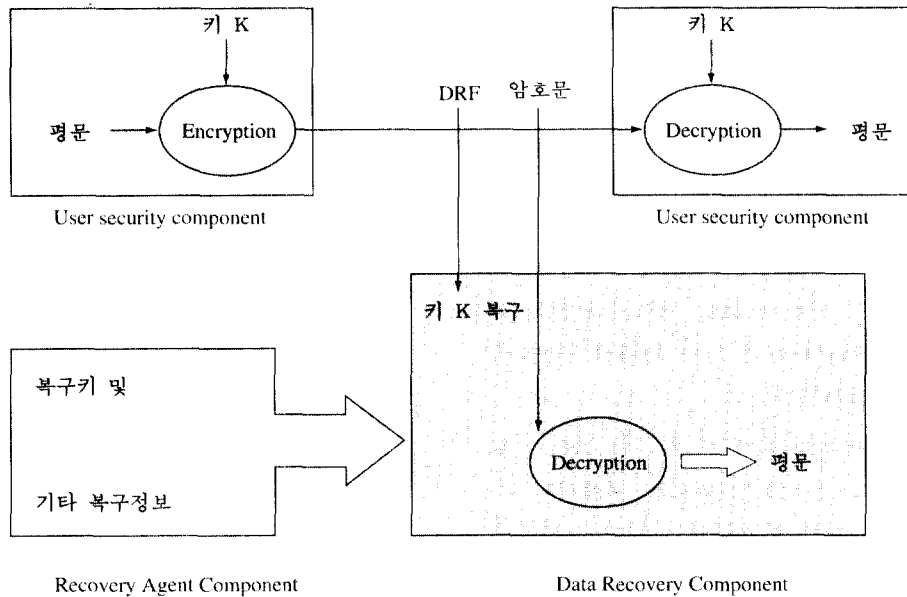 키 K
평문
Encryption
User security component
DRF
암호문
키 K
Decryption
평문
User security component
키 K 복구
Decryption
평문
Data Recovery Component
복구키 및
기타 복구정보
Recovery Agent Component